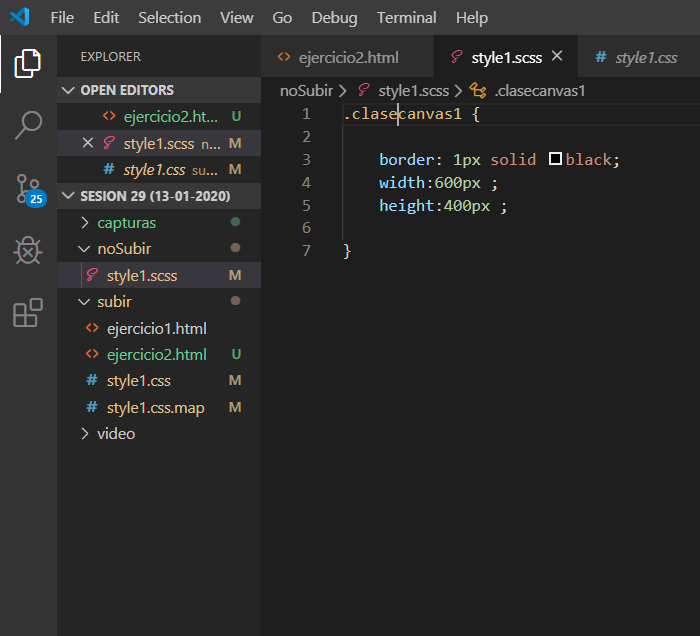 File Edit Selection View Go Debug Terminal Help
EXPLORER
ejercicio2.html
style1.scss
# style1.css
OPEN EDITORS
ejercicio2.ht... U
style1.scss n... M
# style1.css su... M
SESION 29 (13-01-2020)
capturas
noSubir
style1.scss M
subir
ejercicio1.html
ejercicio2.html U
# style1.css M
# style1.css.map M
video
25
noSubir > style1.scss > .clasecanvas1
1 .clasecanvas1 {
2
3 border: 1px solid black;
4 width:600px ;
5 height:400px ;
6
7 }